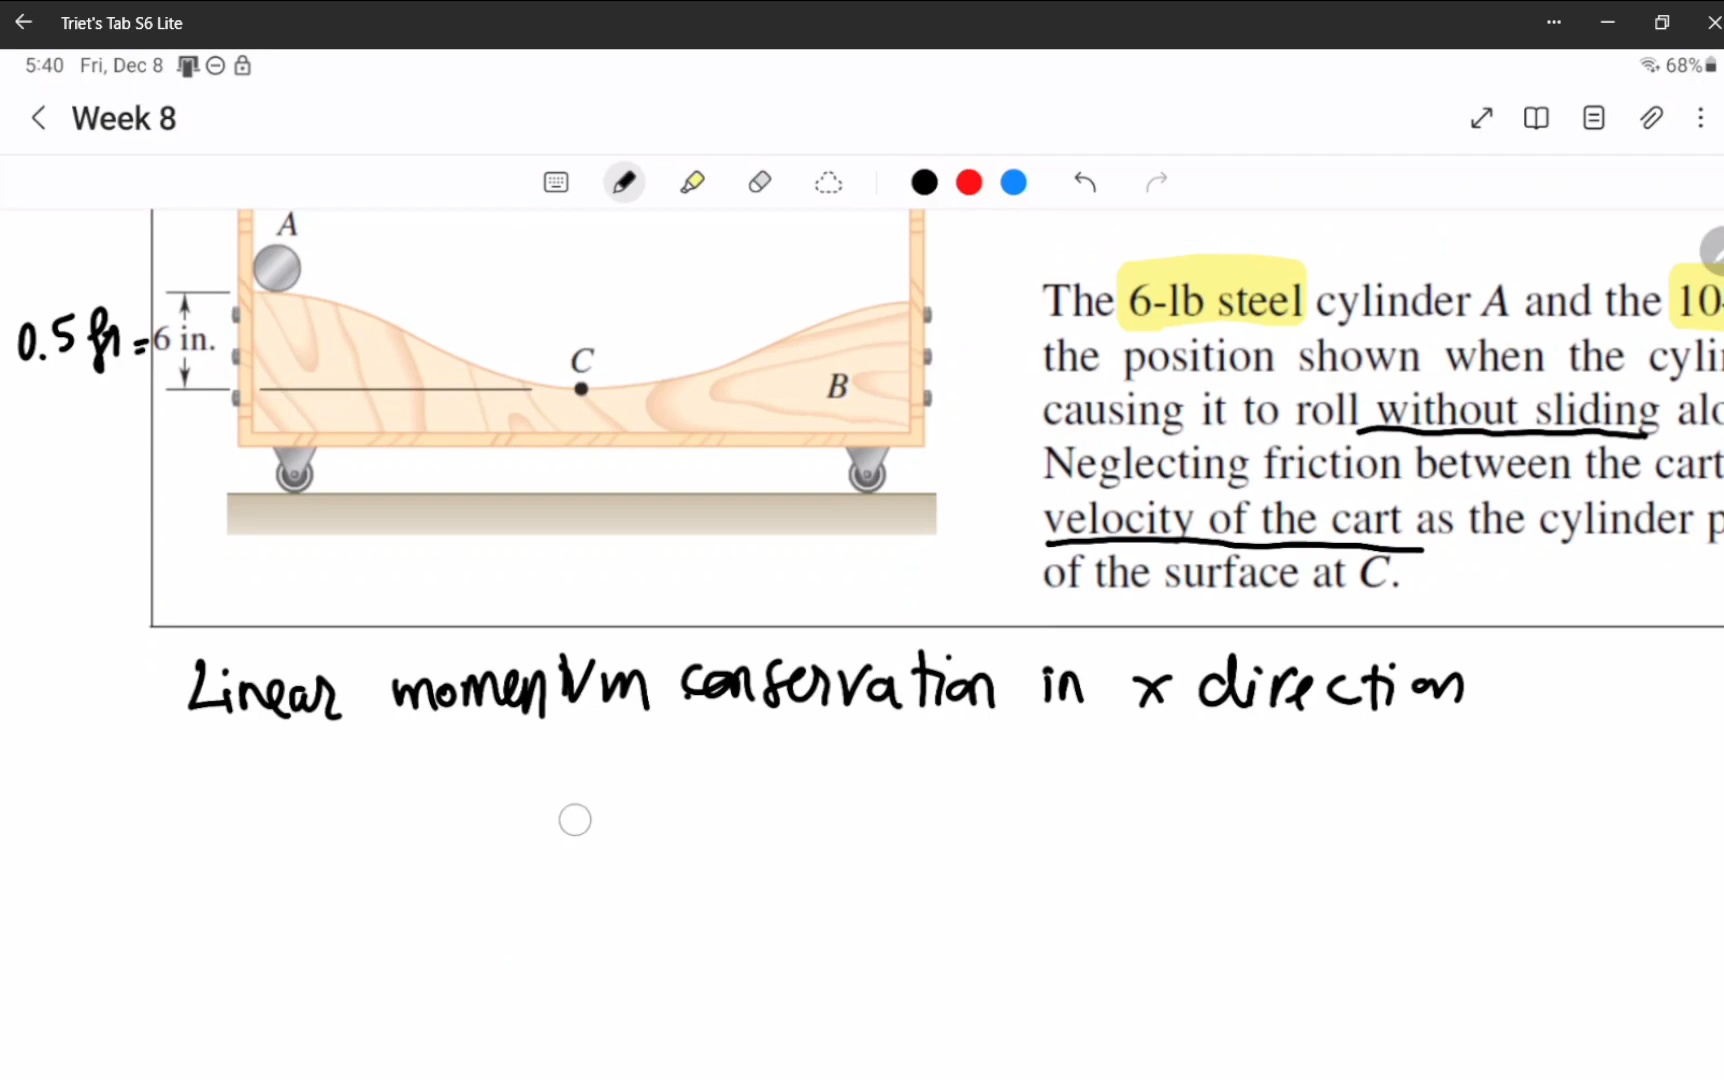 Triet's Tab S6 Lite
5:40 Fri, Dec 8
68%
Week 8
A
0.5 ft = 6 in.
C
B
The 6-lb steel cylinder A and the 10-
the position shown when the cylin
causing it to roll without sliding alo
Neglecting friction between the cart
velocity of the cart as the cylinder p
of the surface at C.
Linear momentum conservation in x direction